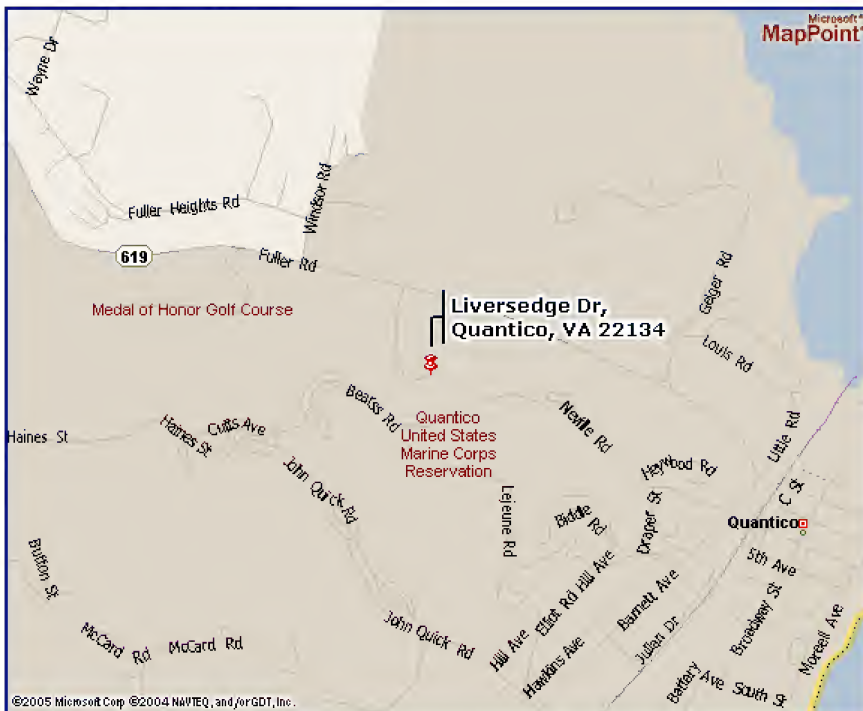 Microsoft®
MapPoint®
Wayne Dr
Windsor Rd
Fuller Heights Rd
619
Fuller Rd
Geiger Rd
Medal of Honor Golf Course
Liversedge Dr,
Quantico, VA 22134
Louis Rd
Bearss Rd
Neville Rd
Quantico
United States
Marine Corps
Reservation
Haines St
Haines St
Cutts Ave
Little Rd
Heywood Rd
John Quick Rd
C St
Lejeune Rd
Biddle Rd
Draper St
Quantico
5th Ave
Button St
Hill Ave
Elliot Rd
Barnett Ave
Broadway St
McCard Rd
McCard Rd
John Quick Rd
Hill Ave
Hawkins Ave
Julian Dr
Moreell Ave
Battery Ave
South St
©2005 Microsoft Corp ©2004 NAVTEQ, and/or GDT, Inc.